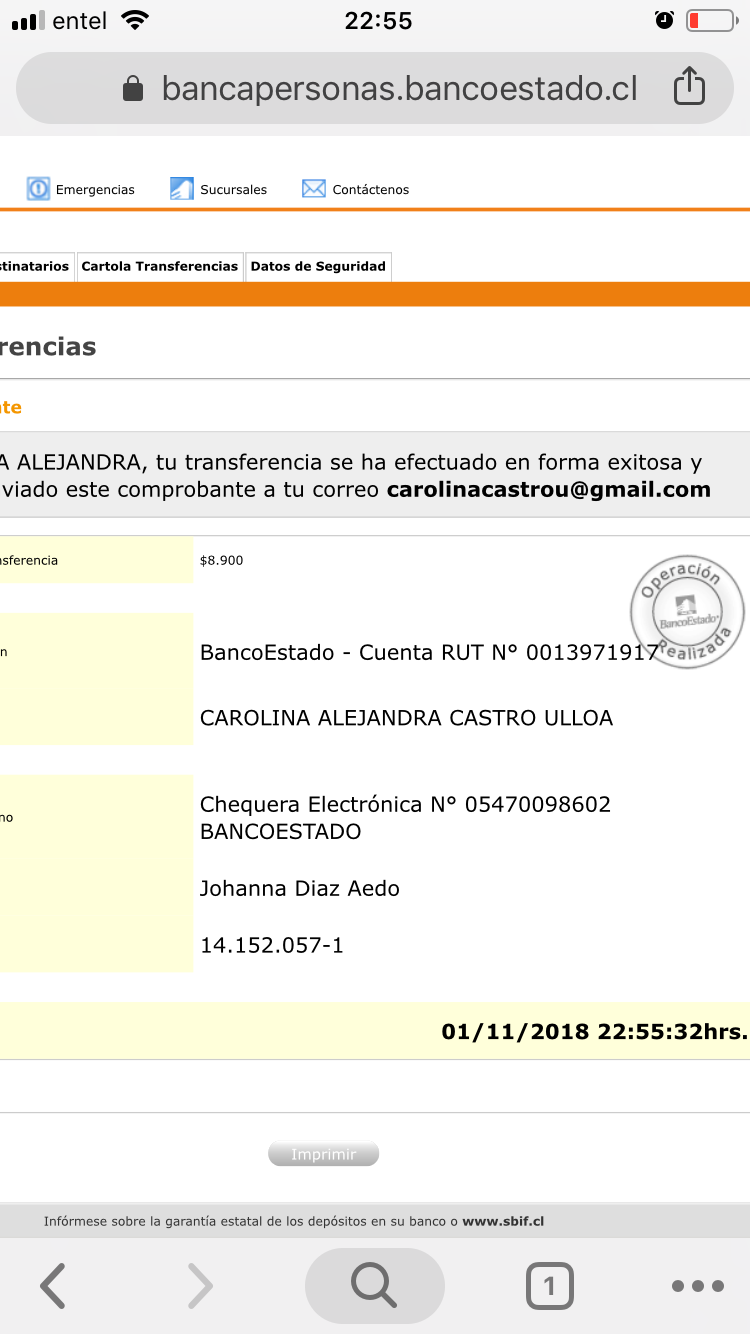 entel
22:55
bancapersonas.bancoestado.cl
Emergencias
Sucursales
Contáctenos
stinatarios
Cartola Transferencias
Datos de Seguridad
rencias
te
A ALEJANDRA, tu transferencia se ha efectuado en forma exitosa y
viado este comprobante a tu correo carolinacastrou@gmail.com
nsferencia
$8.900
Operación
BancoEstado
Realizada
n
BancoEstado - Cuenta RUT N° 0013971917
CAROLINA ALEJANDRA CASTRO ULLOA
no
Chequera Electrónica N° 05470098602
BANCOESTADO
Johanna Diaz Aedo
14.152.057-1
01/11/2018 22:55:32hrs.
Imprimir
Infórmese sobre la garantía estatal de los depósitos en su banco o www.sbif.cl
1